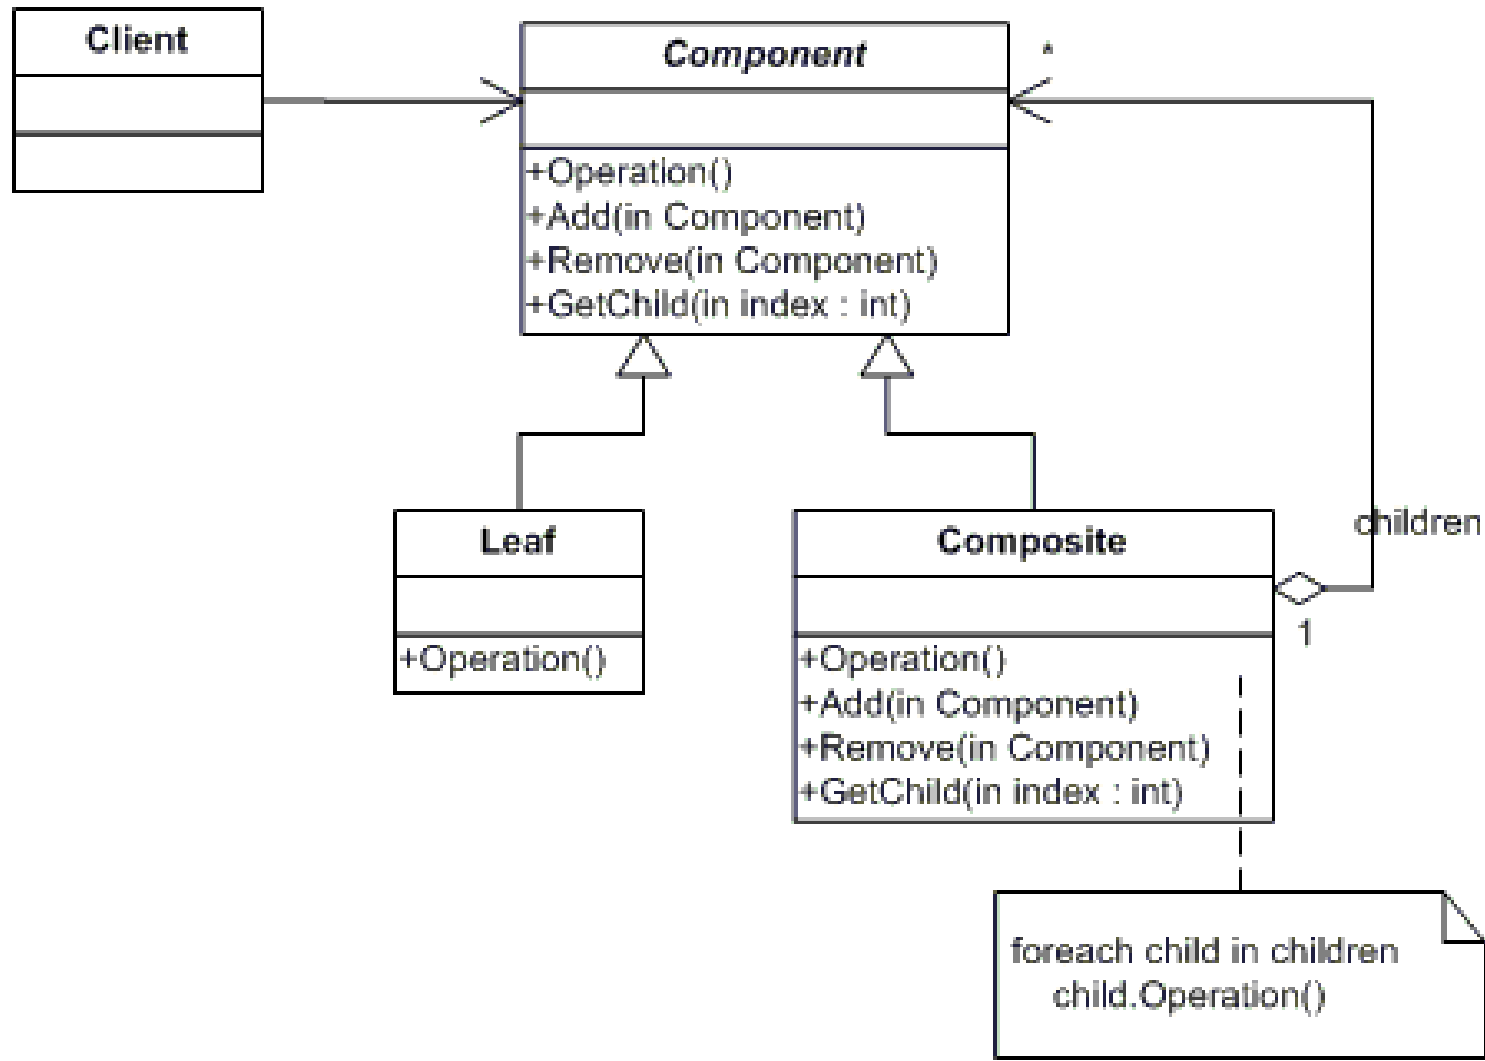 Client
Component
*
+Operation()
+Add(in Component)
+Remove(in Component)
+GetChild(in index : int)
children
Leaf
+Operation()
Composite
1
+Operation()
+Add(in Component)
+Remove(in Component)
+GetChild(in index : int)
foreach child in children
child.Operation()